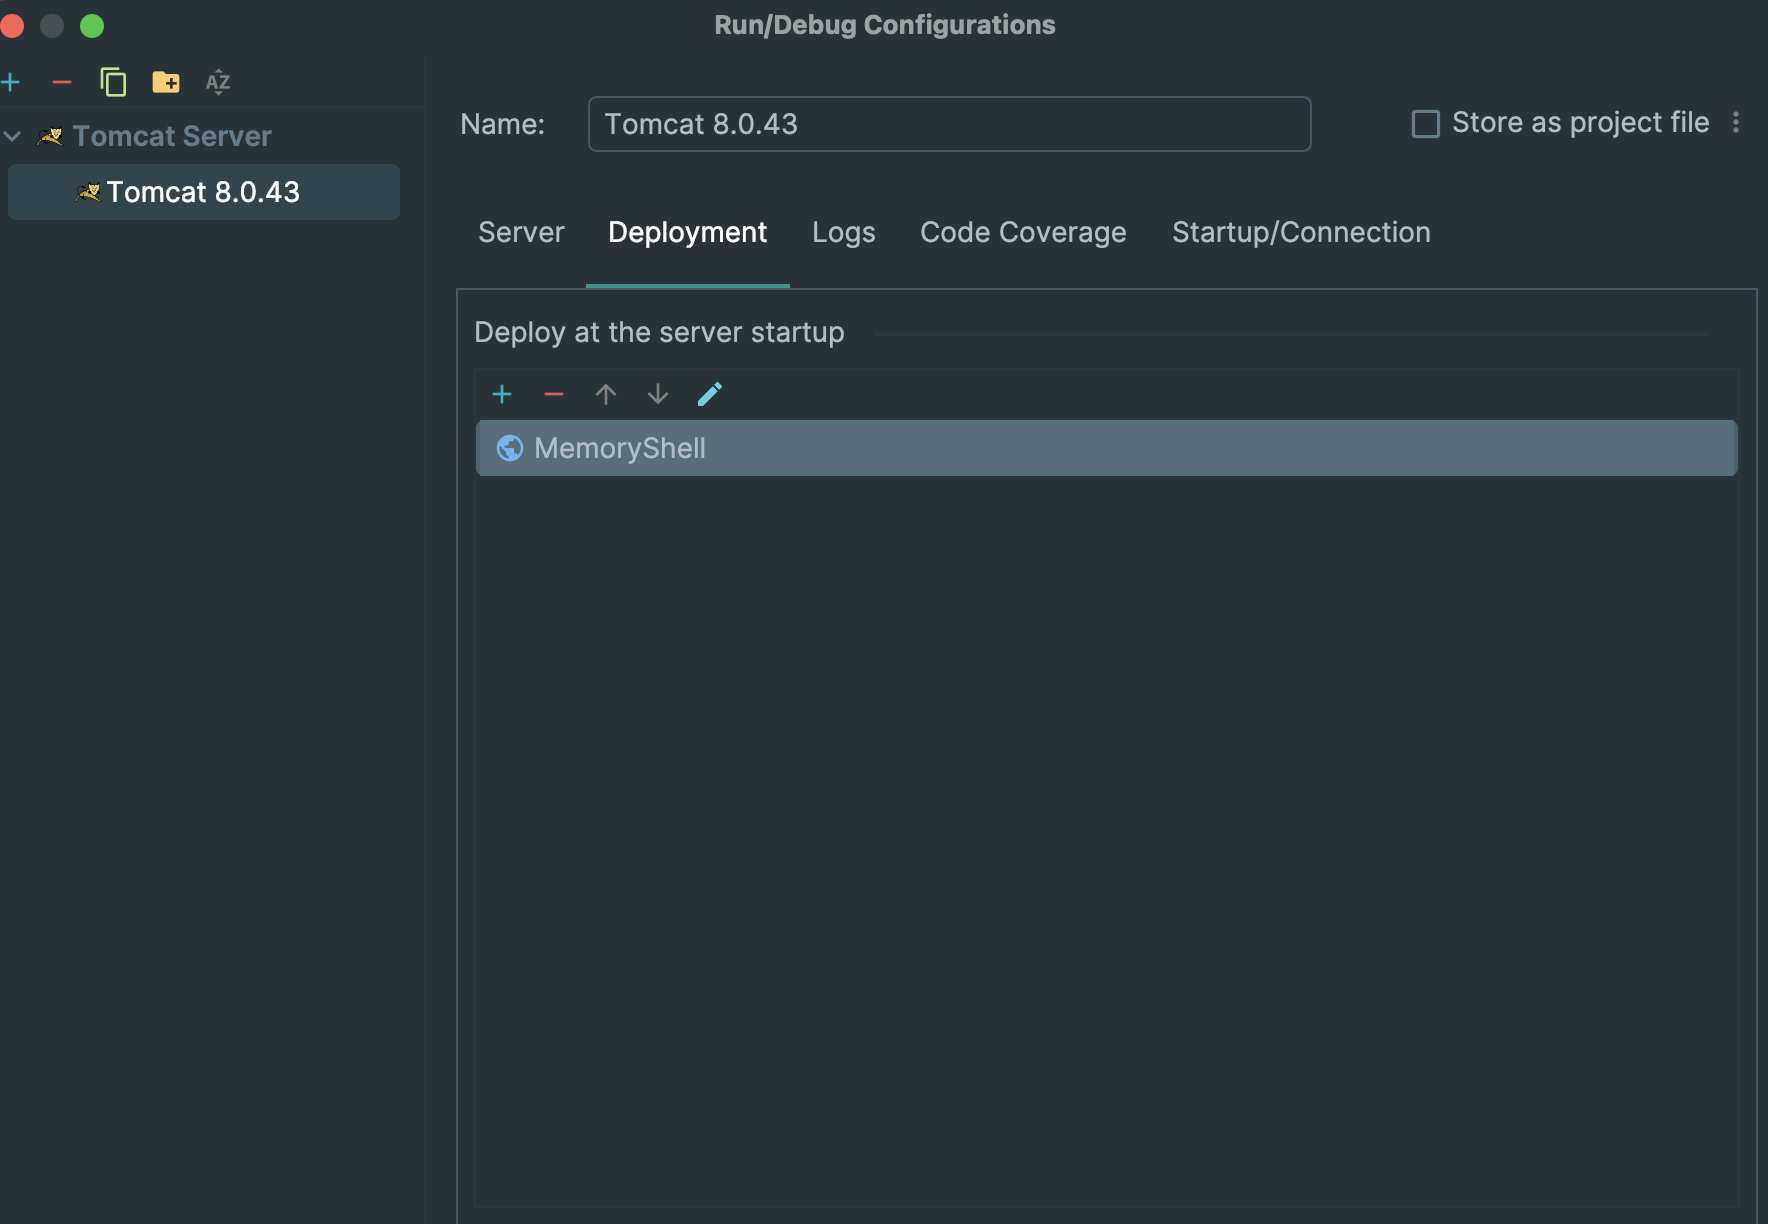 Run/Debug Configurations
Tomcat Server
Tomcat 8.0.43
Name: Tomcat 8.0.43 Store as project file
Server Deployment Logs Code Coverage Startup/Connection
Deploy at the server startup
MemoryShell